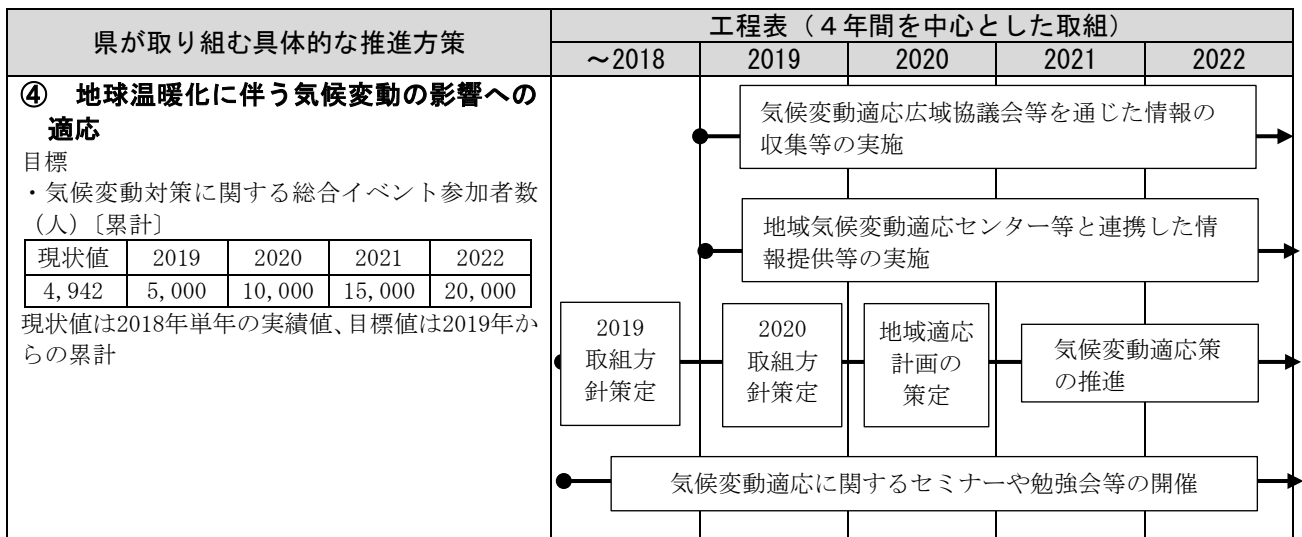 県が取り組む具体的な推進方策
工程表（４年間を中心とした取組）
～2018
2019
2020
2021
2022
④　地球温暖化に伴う気候変動の影響への
適応
目標
・気候変動対策に関する総合イベント参加者数
（人）〔累計〕
現状値 2019 2020 2021 2022
4,942 5,000 10,000 15,000 20,000
現状値は2018年単年の実績値、目標値は2019年か
らの累計
気候変動適応広域協議会等を通じた情報の
収集等の実施
地域気候変動適応センター等と連携した情
報提供等の実施
2019
取組方
針策定
2020
取組方
針策定
地域適応
計画の
策定
気候変動適応策
の推進
気候変動適応に関するセミナーや勉強会等の開催